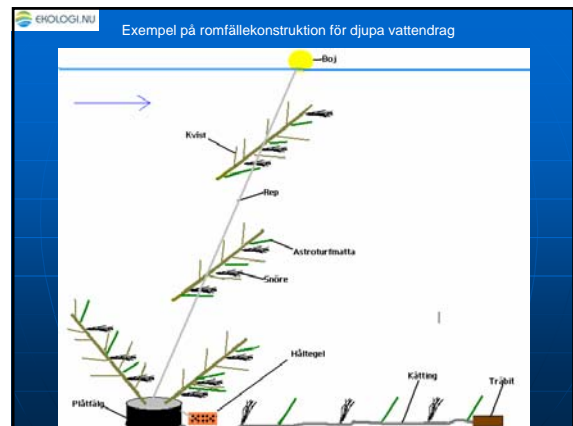 EKOLOGI.NU
Exempel på romfällekonstruktion för djupa vattendrag
Boj
Kvist
Rep
Astroturfmatta
Snöre
Håltegel
Kätting
Träbit
Plåtfälg